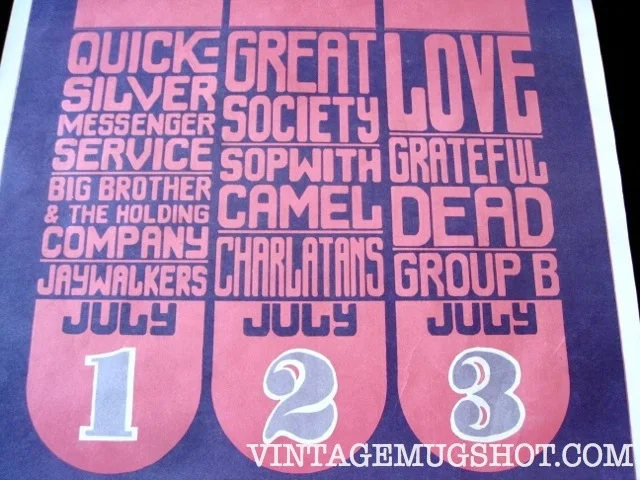 QUICK-
SILVER
MESSENGER
SERVICE
BIG BROTHER
& THE HOLDING
COMPANY
JAYWALKERS
JULY
1
GREAT
SOCIETY
SOPWITH
CAMEL
CHARLATANS
JULY
2
LOVE
GRATEFUL
DEAD
GROUP B
JULY
3
VINTAGEMUGSHOT.COM